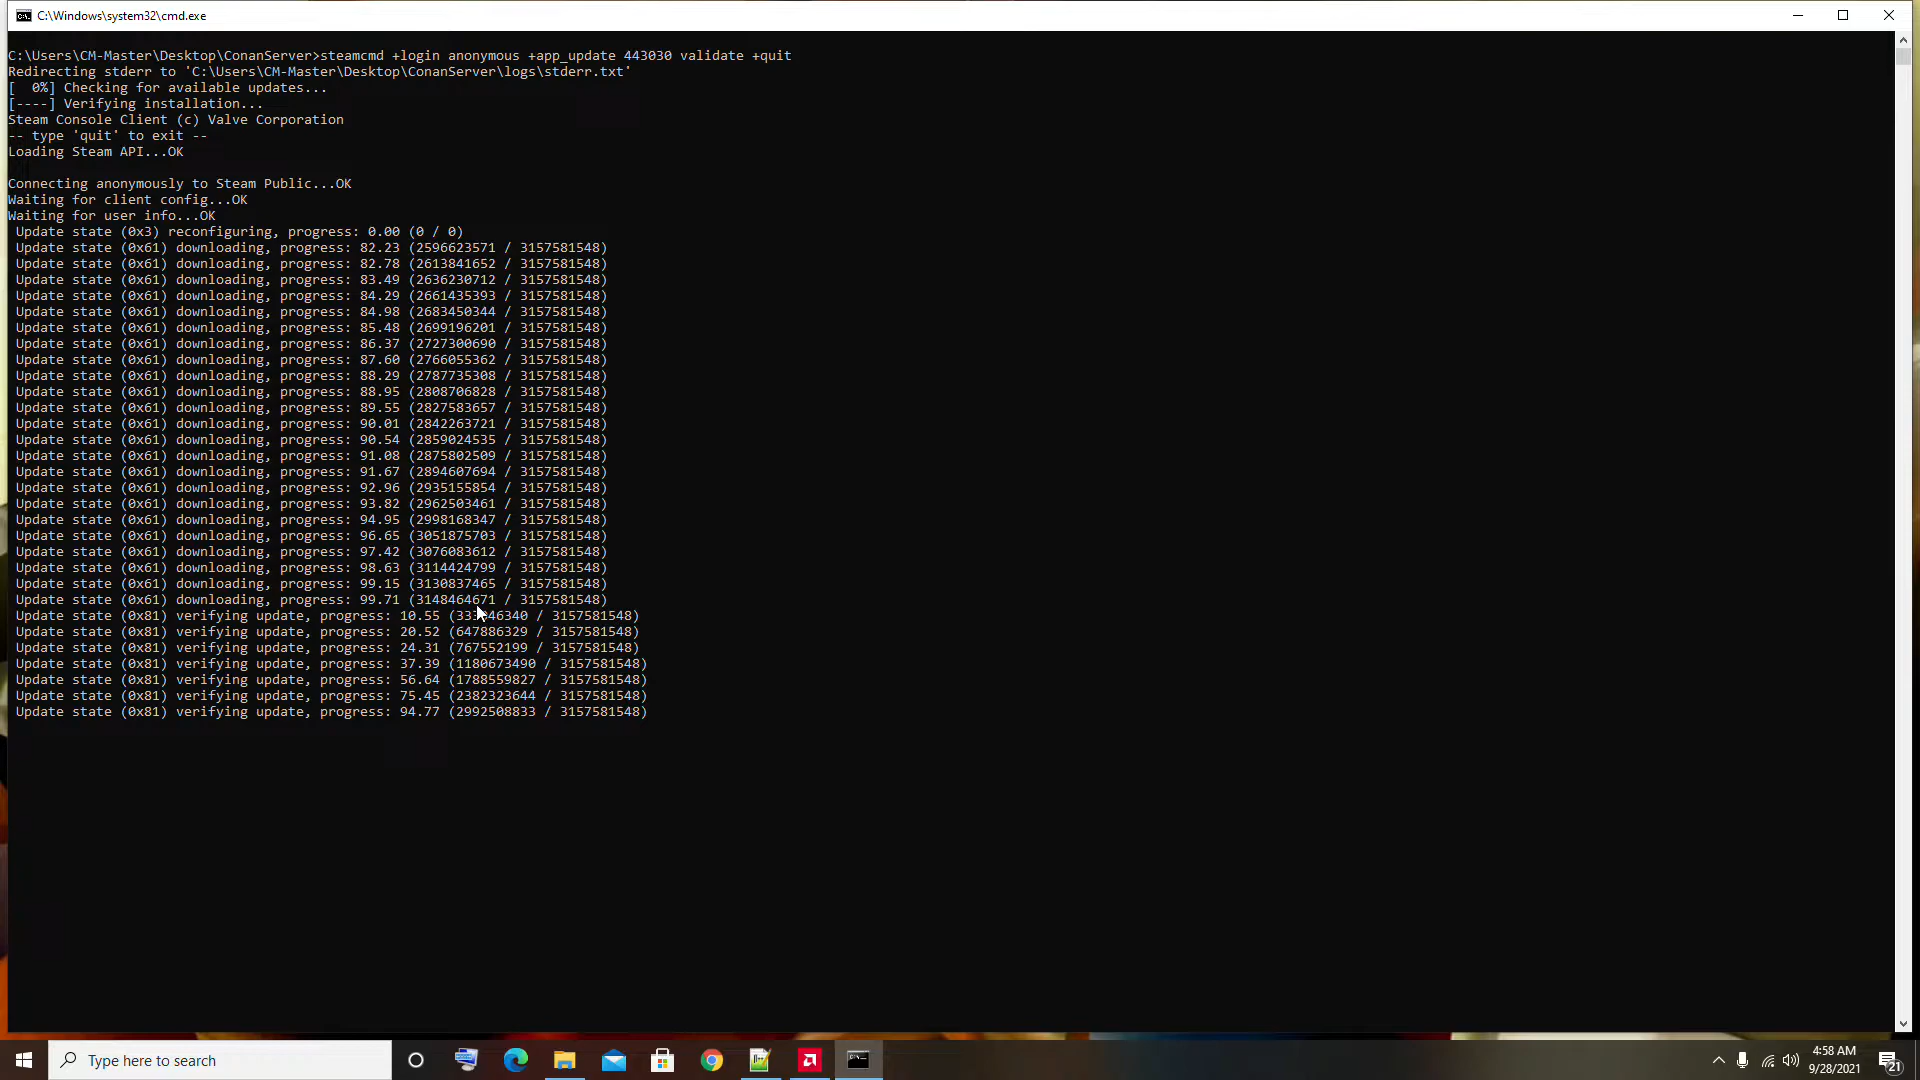 C:\Windows\system32\cmd.exe
C:\Users\CM-Master\Desktop\ConanServer>steamcmd +login anonymous +app_update 443030 validate +quit
Redirecting stderr to 'C:\Users\CM-Master\Desktop\ConanServer\logs\stderr.txt'
[  0%] Checking for available updates...
[----] Verifying installation...
Steam Console Client (c) Valve Corporation
-- type 'quit' to exit --
Loading Steam API...OK
Connecting anonymously to Steam Public...OK
Waiting for client config...OK
Waiting for user info...OK
Update state (0x3) reconfiguring, progress: 0.00 (0 / 0)
Update state (0x61) downloading, progress: 82.23 (2596623571 / 3157581548)
Update state (0x61) downloading, progress: 82.78 (2613841652 / 3157581548)
Update state (0x61) downloading, progress: 83.49 (2636230712 / 3157581548)
Update state (0x61) downloading, progress: 84.29 (2661435393 / 3157581548)
Update state (0x61) downloading, progress: 84.98 (2683450344 / 3157581548)
Update state (0x61) downloading, progress: 85.48 (2699196201 / 3157581548)
Update state (0x61) downloading, progress: 86.37 (2727300690 / 3157581548)
Update state (0x61) downloading, progress: 87.60 (2766055362 / 3157581548)
Update state (0x61) downloading, progress: 88.29 (2787735308 / 3157581548)
Update state (0x61) downloading, progress: 88.95 (2808706828 / 3157581548)
Update state (0x61) downloading, progress: 89.55 (2827583657 / 3157581548)
Update state (0x61) downloading, progress: 90.01 (2842263721 / 3157581548)
Update state (0x61) downloading, progress: 90.54 (2859024535 / 3157581548)
Update state (0x61) downloading, progress: 91.08 (2875802509 / 3157581548)
Update state (0x61) downloading, progress: 91.67 (2894607694 / 3157581548)
Update state (0x61) downloading, progress: 92.96 (2935155854 / 3157581548)
Update state (0x61) downloading, progress: 93.82 (2962503461 / 3157581548)
Update state (0x61) downloading, progress: 94.95 (2998168347 / 3157581548)
Update state (0x61) downloading, progress: 96.65 (3051875703 / 3157581548)
Update state (0x61) downloading, progress: 97.42 (3076083612 / 3157581548)
Update state (0x61) downloading, progress: 98.63 (3114424799 / 3157581548)
Update state (0x61) downloading, progress: 99.15 (3130837465 / 3157581548)
Update state (0x61) downloading, progress: 99.71 (3148464671 / 3157581548)
Update state (0x81) verifying update, progress: 10.55 ( / 3157581548)
Update state (0x81) verifying update, progress: 20.52 (647886329 / 3157581548)
Update state (0x81) verifying update, progress: 24.31 (767552199 / 3157581548)
Update state (0x81) verifying update, progress: 37.39 (1180673490 / 3157581548)
Update state (0x81) verifying update, progress: 56.64 (1788559827 / 3157581548)
Update state (0x81) verifying update, progress: 75.45 (2382323644 / 3157581548)
Update state (0x81) verifying update, progress: 94.77 (2992508833 / 3157581548)
Type here to search
4:58 AM
9/28/2021
21